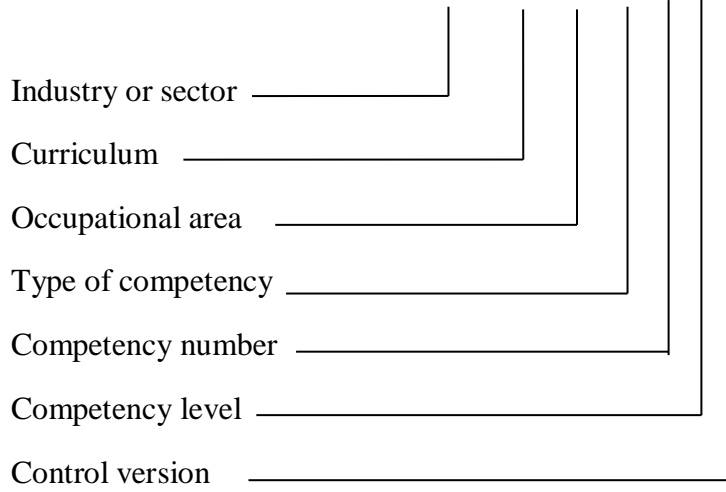 Industry or sector
Curriculum
Occupational area
Type of competency
Competency number
Competency level
Control version